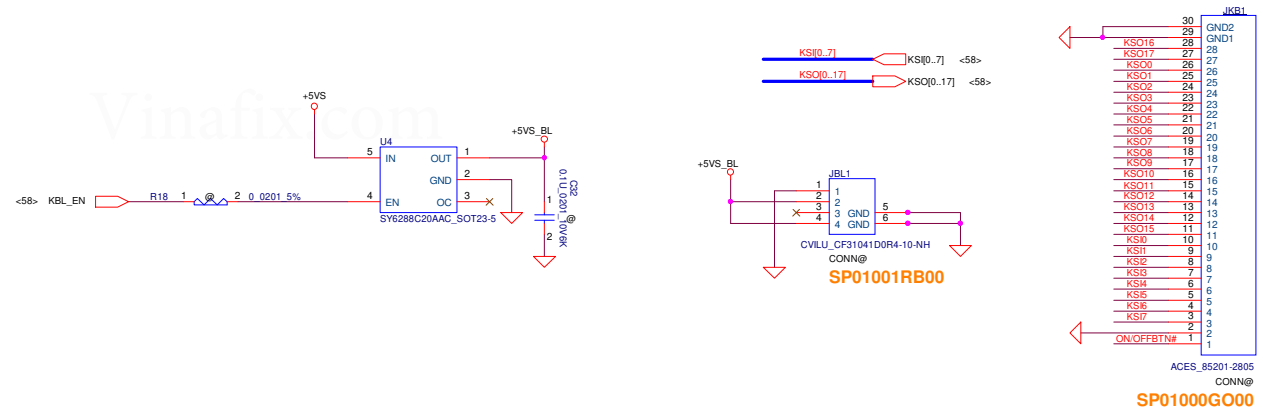 Vinafix.com
+5VS
U4
5 IN OUT 1
GND 2
4 EN OC 3
SY6288C20AAC_SOT23-5
<58> KBL_EN
R18 1 @ 2 0_0201_5%
+5VS_BL
1
2
C32
0.1U_0201_10V6K
@
KSI[0..7] KSI[0..7] <58>
KSO[0..17] KSO[0..17] <58>
+5VS_BL
JBL1
1 1
2 2
3 3 GND 5
4 4 GND 6
CVILU_CF31041D0R4-10-NH
CONN@
SP01001RB00
JKB1
30 GND2
29 GND1
KSO16 28 28
KSO17 27 27
KSO0 26 26
KSO1 25 25
KSO2 24 24
KSO3 23 23
KSO4 22 22
KSO5 21 21
KSO6 20 20
KSO7 19 19
KSO8 18 18
KSO9 17 17
KSO10 16 16
KSO11 15 15
KSO12 14 14
KSO13 13 13
KSO14 12 12
KSO15 11 11
KSI0 10 10
KSI1 9 9
KSI2 8 8
KSI3 7 7
KSI4 6 6
KSI5 5 5
KSI6 4 4
KSI7 3 3
2 2
ON/OFFBTN# 1 1
ACES_85201-2805
CONN@
SP01000GO00